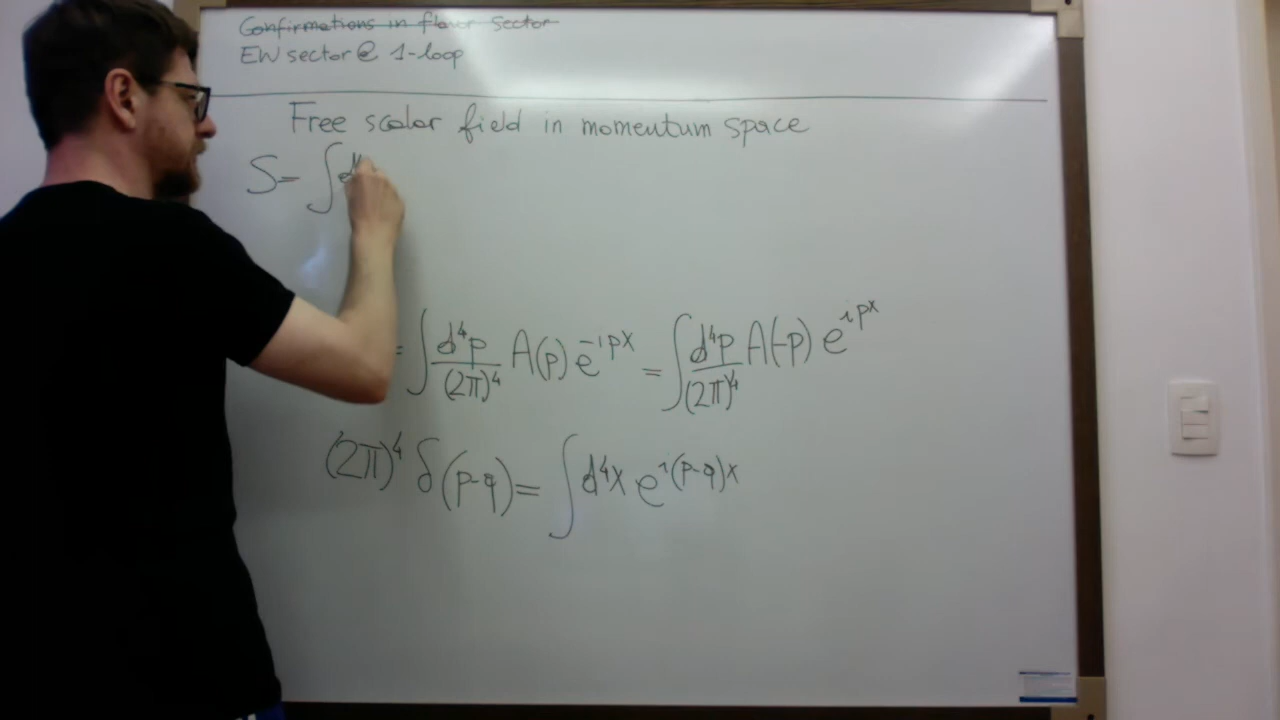 Confirmations in flavor sector
EW sector @ 1-loop
Free scalar field in momentum space
S= ∫d⁴
= ∫ d⁴p/(2π)⁴ A(p) e^{-ipx} = ∫ d⁴p/(2π)⁴ A(-p) e^{ipx}
(2π)⁴ δ(p-q)= ∫ d⁴x e^{i(p-q)x}